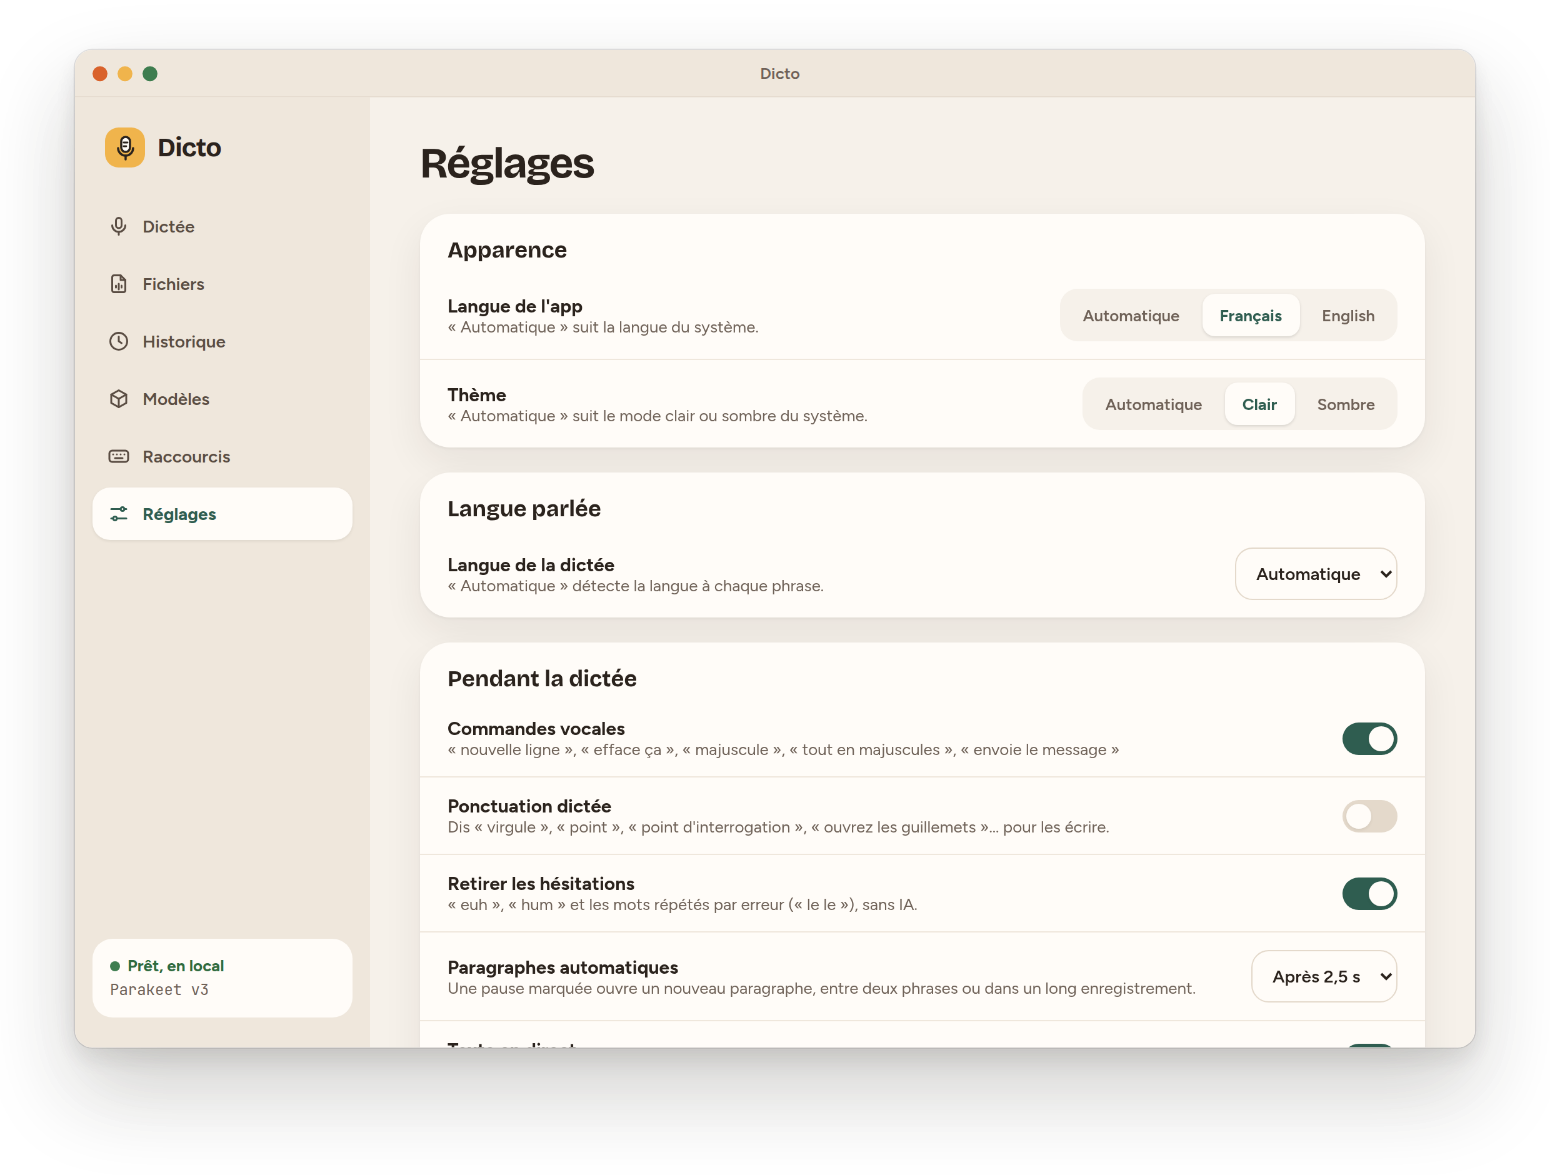 Dicto
Dicto
Dictée
Fichiers
Historique
Modèles
Raccourcis
Réglages
Prêt, en local
Parakeet v3
Réglages
Apparence
Langue de l'app
« Automatique » suit la langue du système.
Automatique Français English
Thème
« Automatique » suit le mode clair ou sombre du système.
Automatique Clair Sombre
Langue parlée
Langue de la dictée
« Automatique » détecte la langue à chaque phrase.
Automatique
Pendant la dictée
Commandes vocales
« nouvelle ligne », « efface ça », « majuscule », « tout en majuscules », « envoie le message »
Ponctuation dictée
Dis « virgule », « point », « point d'interrogation », « ouvrez les guillemets »... pour les écrire.
Retirer les hésitations
« euh », « hum » et les mots répétés par erreur (« le le »), sans IA.
Paragraphes automatiques
Une pause marquée ouvre un nouveau paragraphe, entre deux phrases ou dans un long enregistrement.
Après 2,5 s